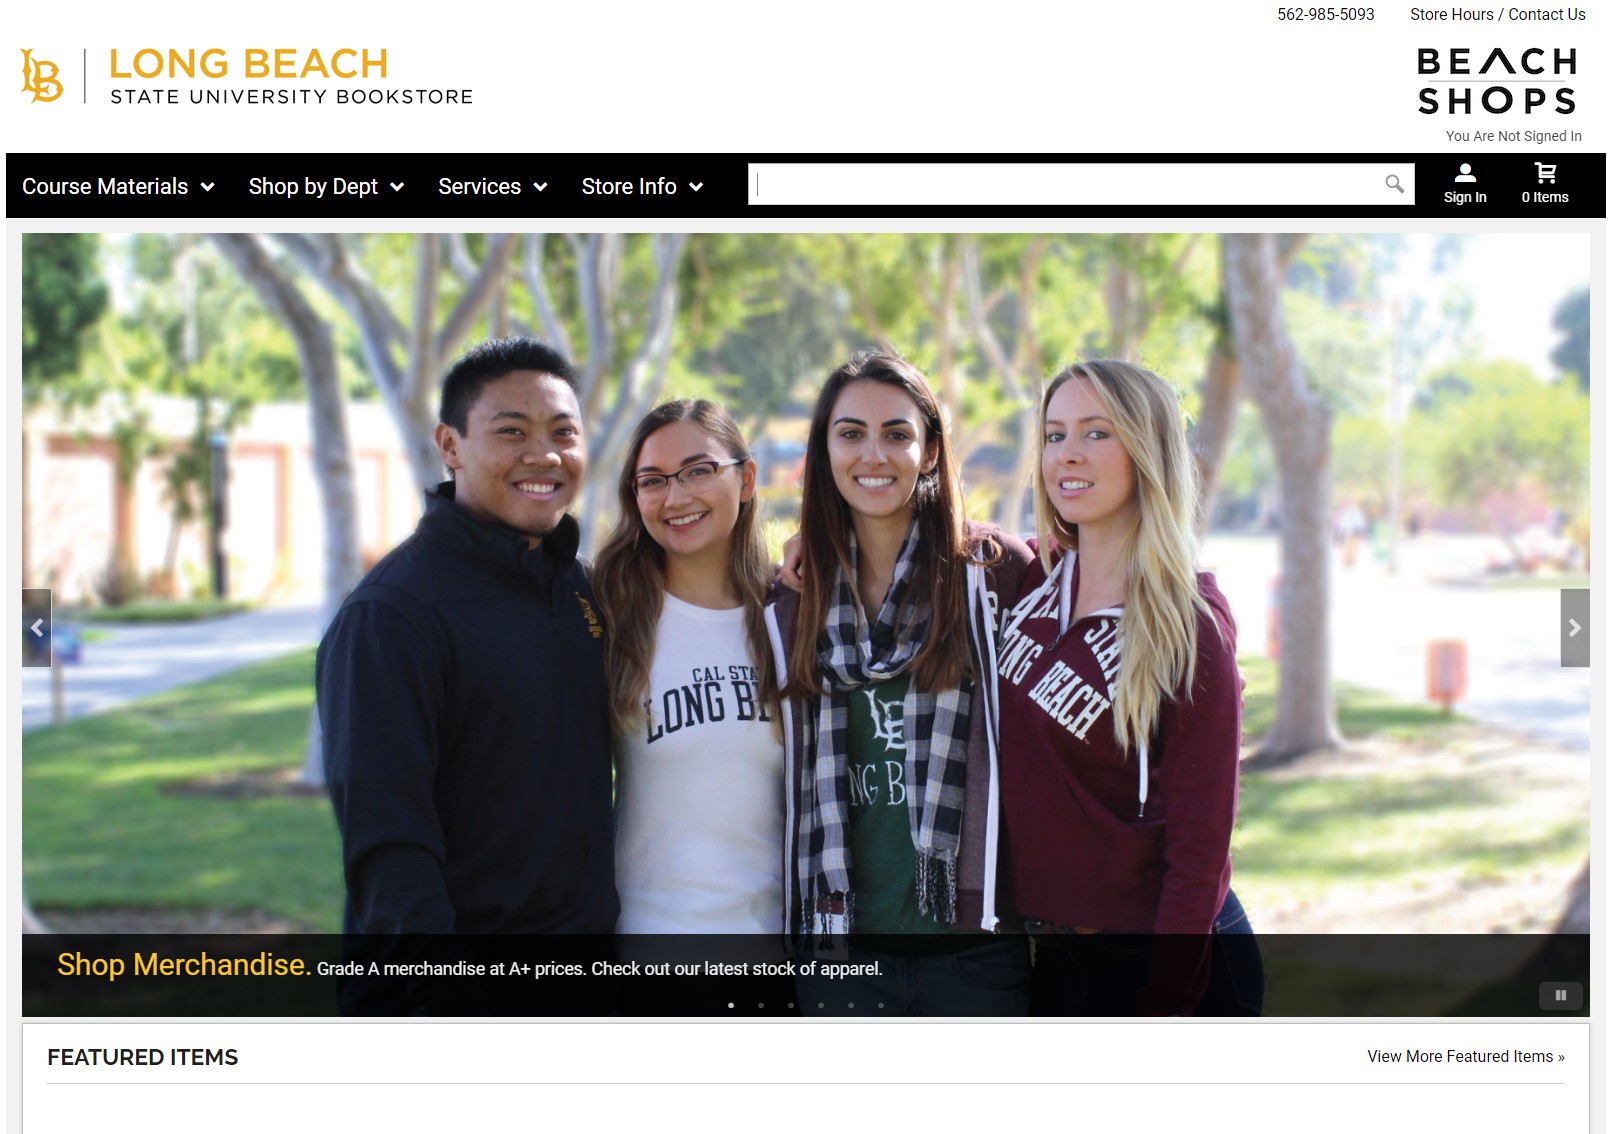 562-985-5093 Store Hours / Contact Us
LB
LONG BEACH
STATE UNIVERSITY BOOKSTORE
BEACH
SHOPS
You Are Not Signed In
Course Materials Shop by Dept Services Store Info
Sign In 0 Items
CAL STA
LONG BE
LB
NG B
STA
LONG BEACH
Shop Merchandise. Grade A merchandise at A+ prices. Check out our latest stock of apparel.
FEATURED ITEMS View More Featured Items »